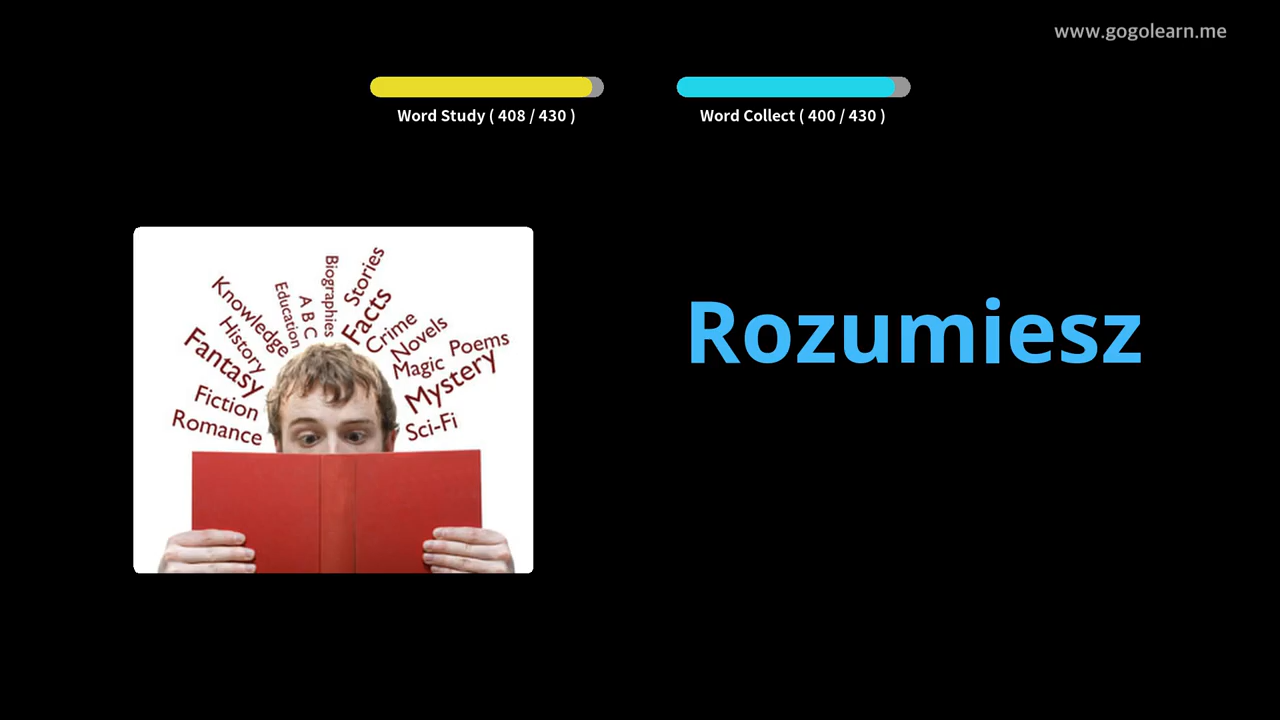 www.gogolearn.me
Word Study ( 408 / 430 )
Word Collect ( 400 / 430 )
Rozumiesz
Biographies
Stories
Education
A B C
Facts
Knowledge
Crime
History
Novels
Fantasy
Magic
Poems
Mystery
Fiction
Romance
Sci-Fi